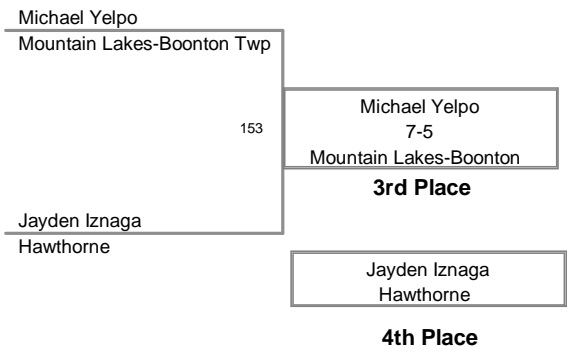 Michael Yelpo
Mountain Lakes-Boonton Twp
153
Michael Yelpo
7-5
Mountain Lakes-Boonton
3rd Place
Jayden Iznaga
Hawthorne
Jayden Iznaga
Hawthorne
4th Place